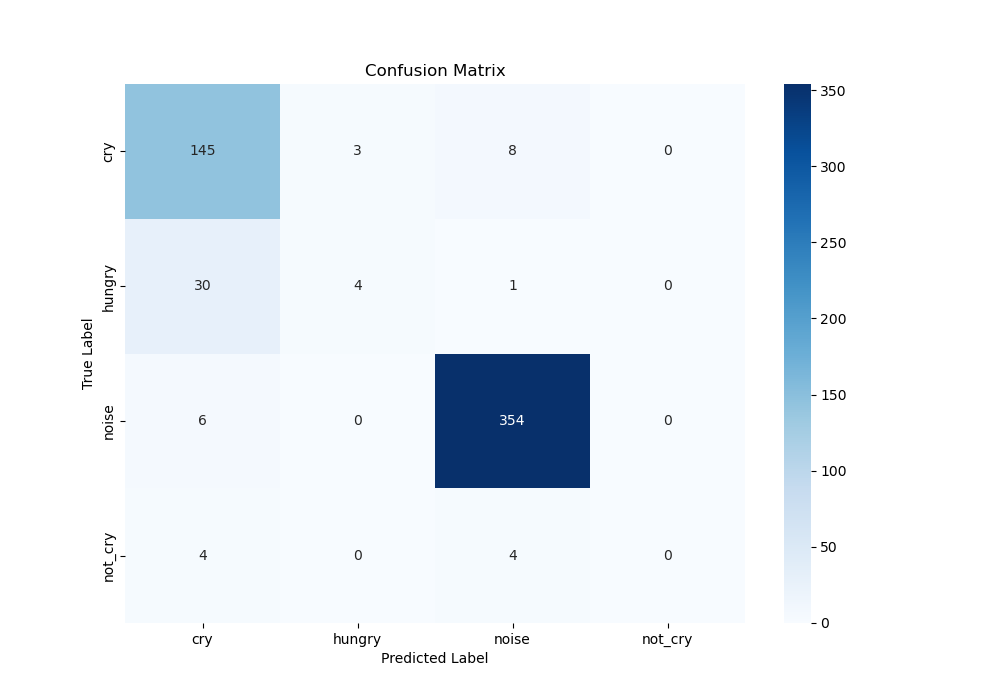 Confusion Matrix
True Label
cry
145 3 8 0
hungry
30 4 1 0
noise
6 0 354 0
not_cry
4 0 4 0
cry hungry noise not_cry
Predicted Label
350
300
250
200
150
100
50
0